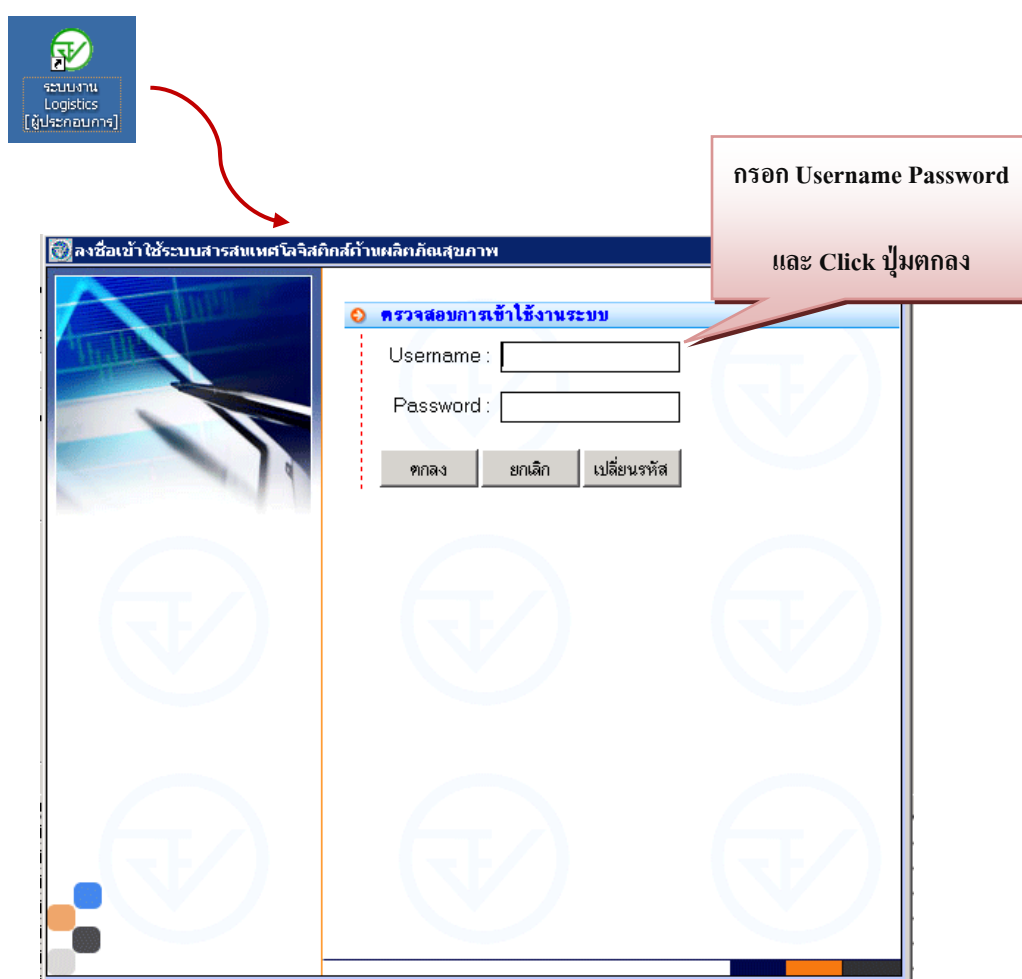 ระบบงาน
Logistics
[ผู้ประกอบการ]
กรอก Username Password
และ Click ปุ่มตกลง
ลงชื่อเข้าใช้ระบบสารสนเทศโลจิสติกส์ด้านผลิตภัณสุขภาพ
ตรวจสอบการเข้าใช้งานระบบ
Username :
Password :
ตกลง ยกเลิก เปลี่ยนรหัส